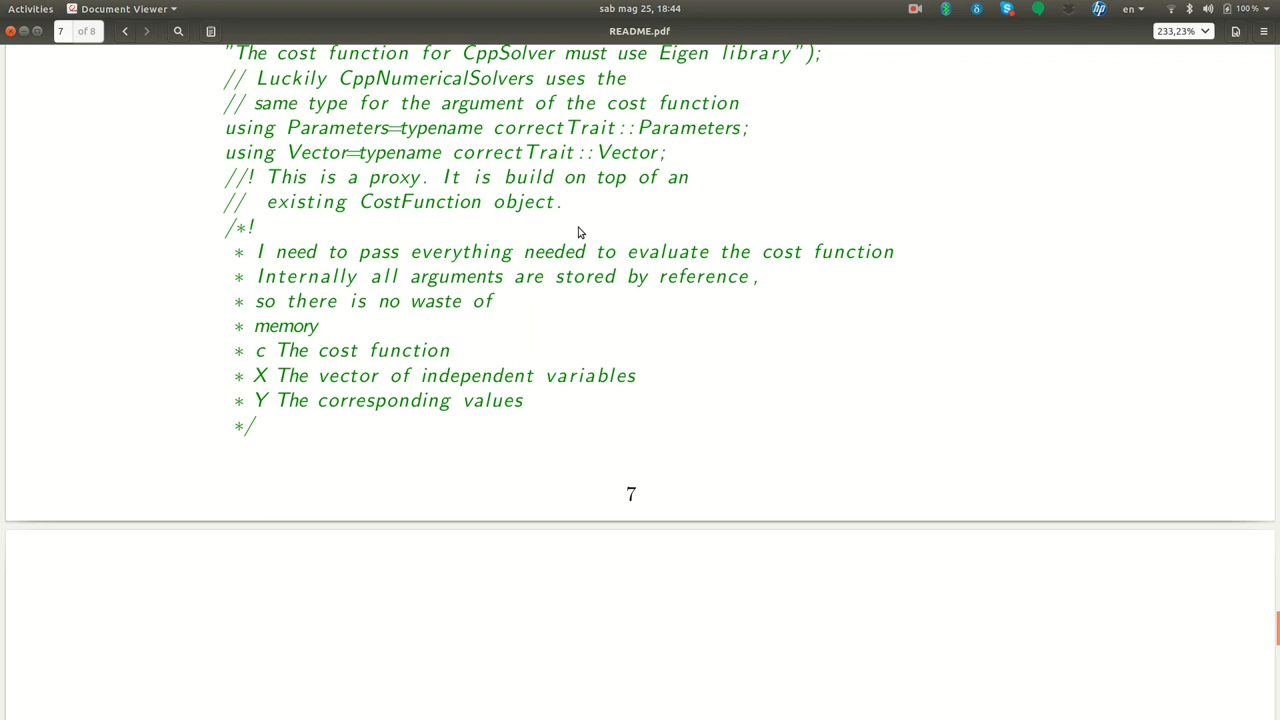 Activities
Document Viewer
sab mag 25, 18:44
en
100 %
7
of 8
README.pdf
233,23%
"The cost function for CppSolver must use Eigen library");
// Luckily CppNumericalSolvers uses the
// same type for the argument of the cost function
using Parameters=typename correctTrait::Parameters;
using Vector=typename correctTrait::Vector;
//! This is a proxy. It is build on top of an
// existing CostFunction object.
/*!
* I need to pass everything needed to evaluate the cost function
* Internally all arguments are stored by reference,
* so there is no waste of
* memory
* c The cost function
* X The vector of independent variables
* Y The corresponding values
*/
7